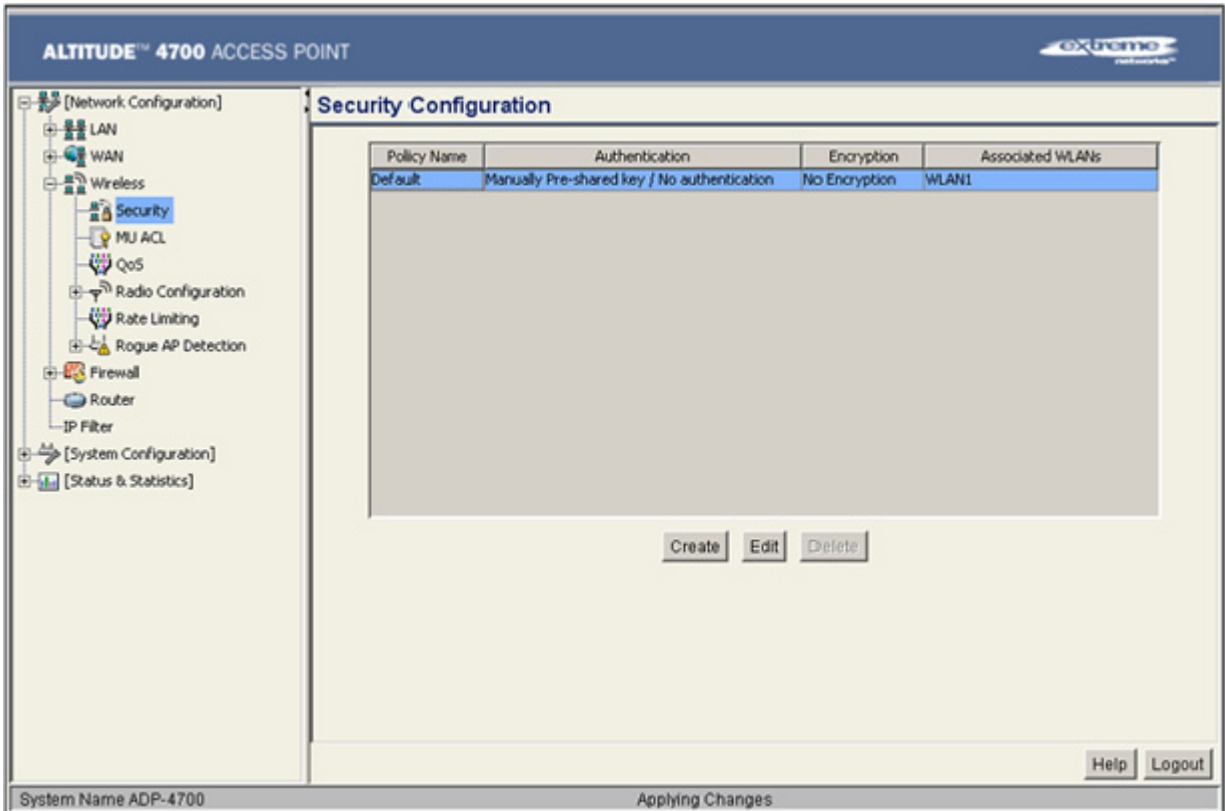 ALTITUDE™ 4700 ACCESS POINT
extreme
networks™
[Network Configuration]
LAN
WAN
Wireless
Security
MU ACL
QoS
Radio Configuration
Rate Limiting
Rogue AP Detection
Firewall
Router
IP Filter
[System Configuration]
[Status & Statistics]
Security Configuration
Policy Name Authentication Encryption Associated WLANs
Default Manually Pre-shared key / No authentication No Encryption WLAN1
Create Edit Delete
Help Logout
System Name ADP-4700 Applying Changes